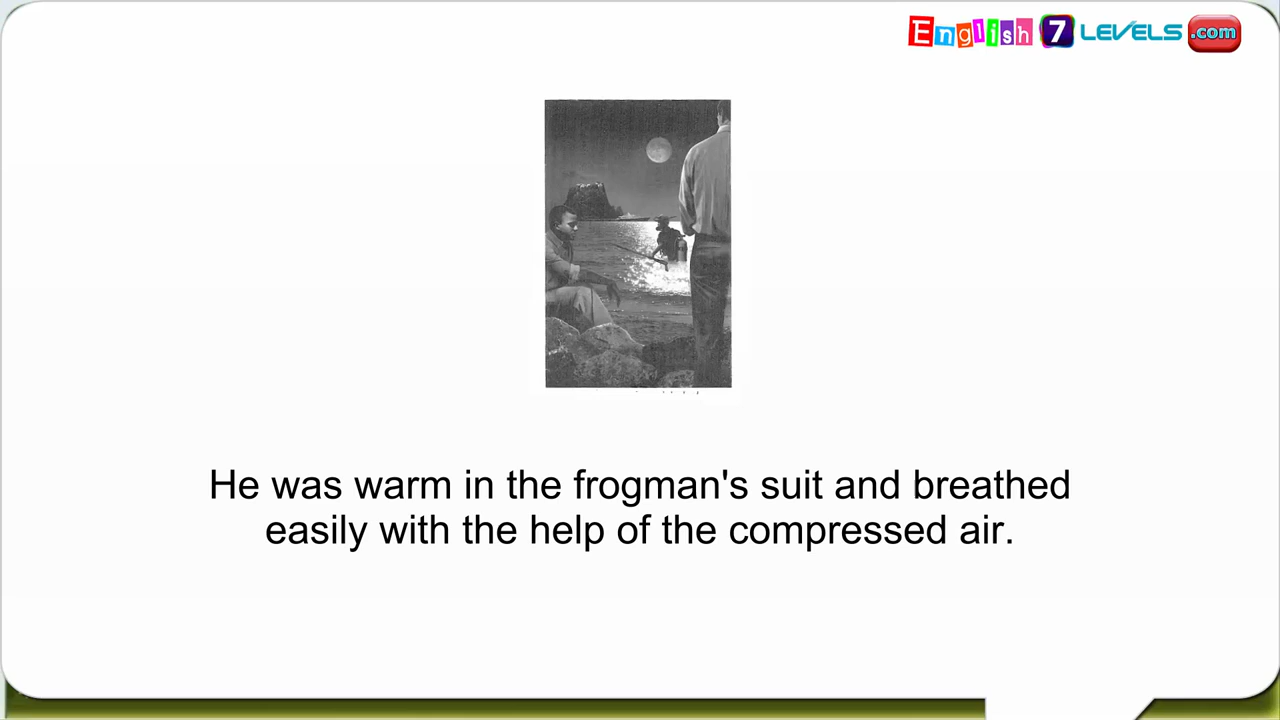 English 7 LEVELS .com
He was warm in the frogman's suit and breathed
easily with the help of the compressed air.